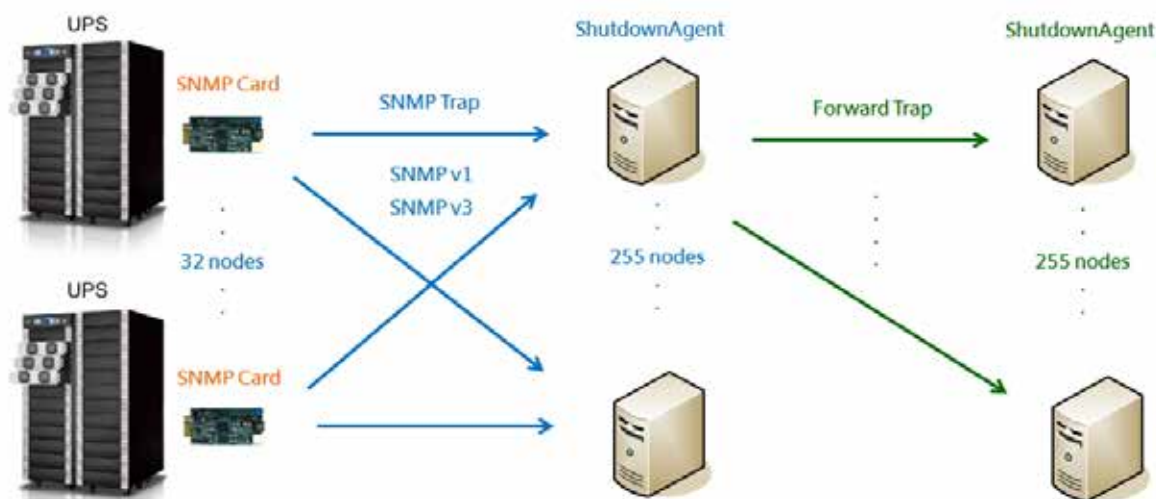 UPS
ShutdownAgent
ShutdownAgent
SNMP Card
SNMP Trap
Forward Trap
SNMP v1
SNMP v3
32 nodes
255 nodes
255 nodes
UPS
SNMP Card